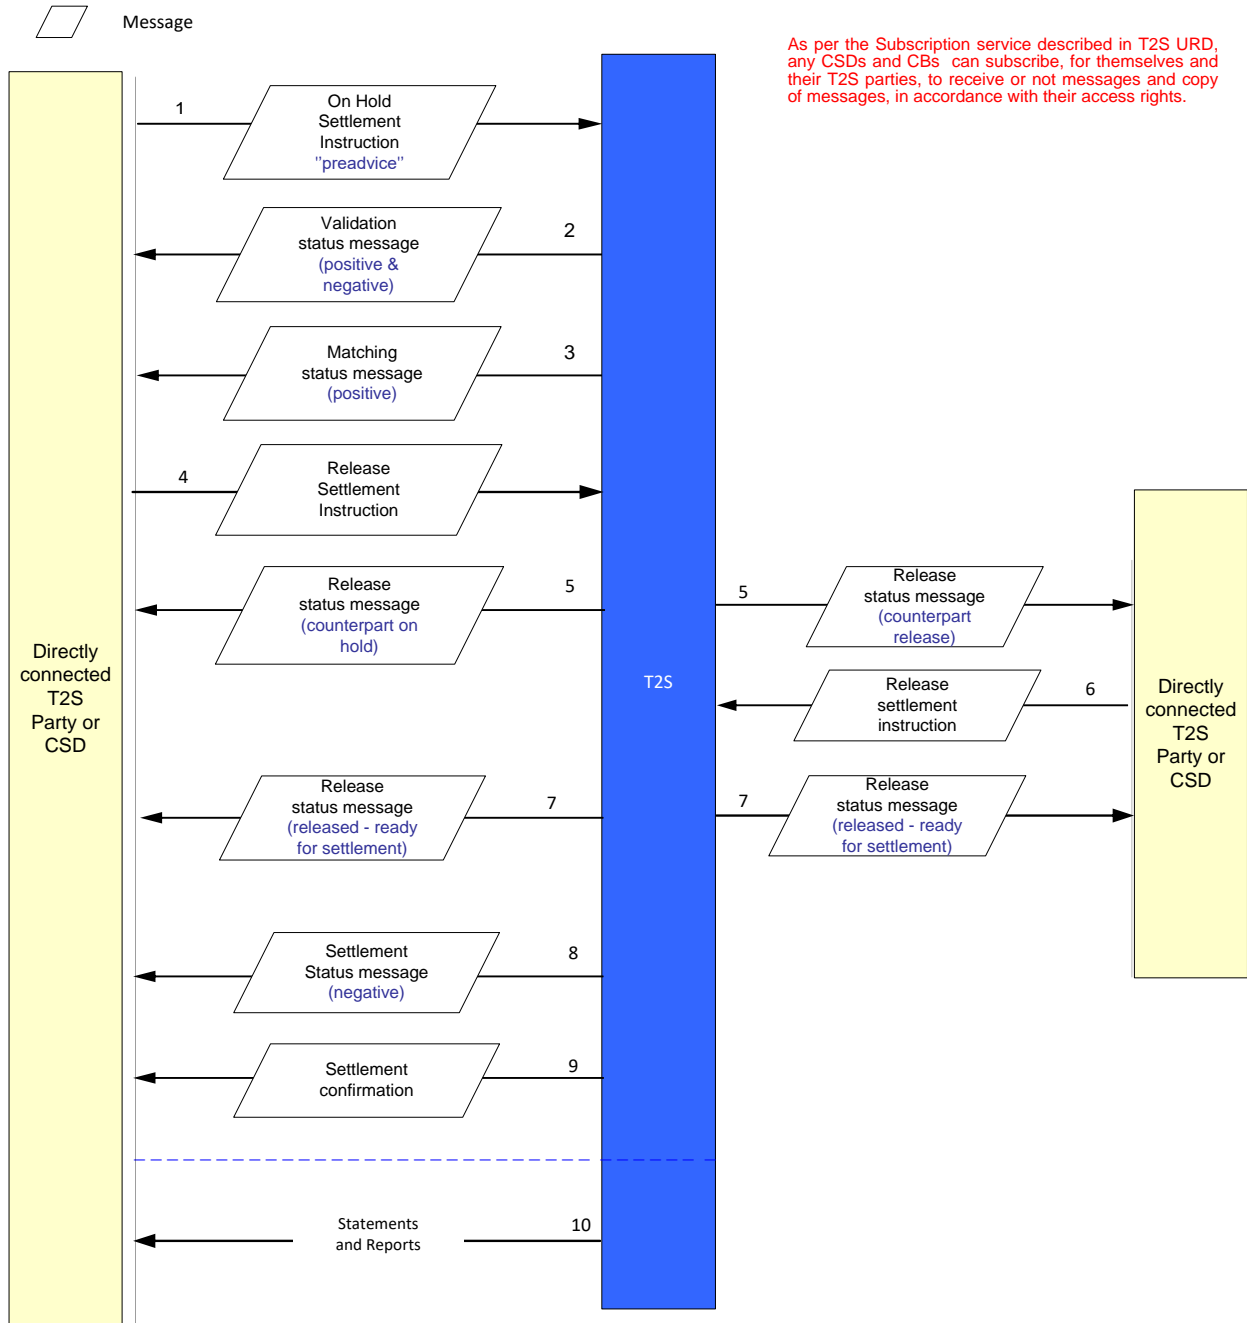 Message
As per the Subscription service described in T2S URD,
any CSDs and CBs can subscribe, for themselves and
their T2S parties, to receive or not messages and copy
of messages, in accordance with their access rights.
1
On Hold
Settlement
Instruction
"preadvice"
Validation
status message
(positive &
negative)
2
Matching
status message
(positive)
3
4
Release
Settlement
Instruction
Release
status message
(counterpart on
hold)
5
5
Release
status message
(counterpart
release)
Directly
connected
T2S
Party or
CSD
T2S
Release
settlement
instruction
6
Directly
connected
T2S
Party or
CSD
Release
status message
(released - ready
for settlement)
7
7
Release
status message
(released - ready
for settlement)
Settlement
Status message
(negative)
8
Settlement
confirmation
9
Statements
and Reports
10